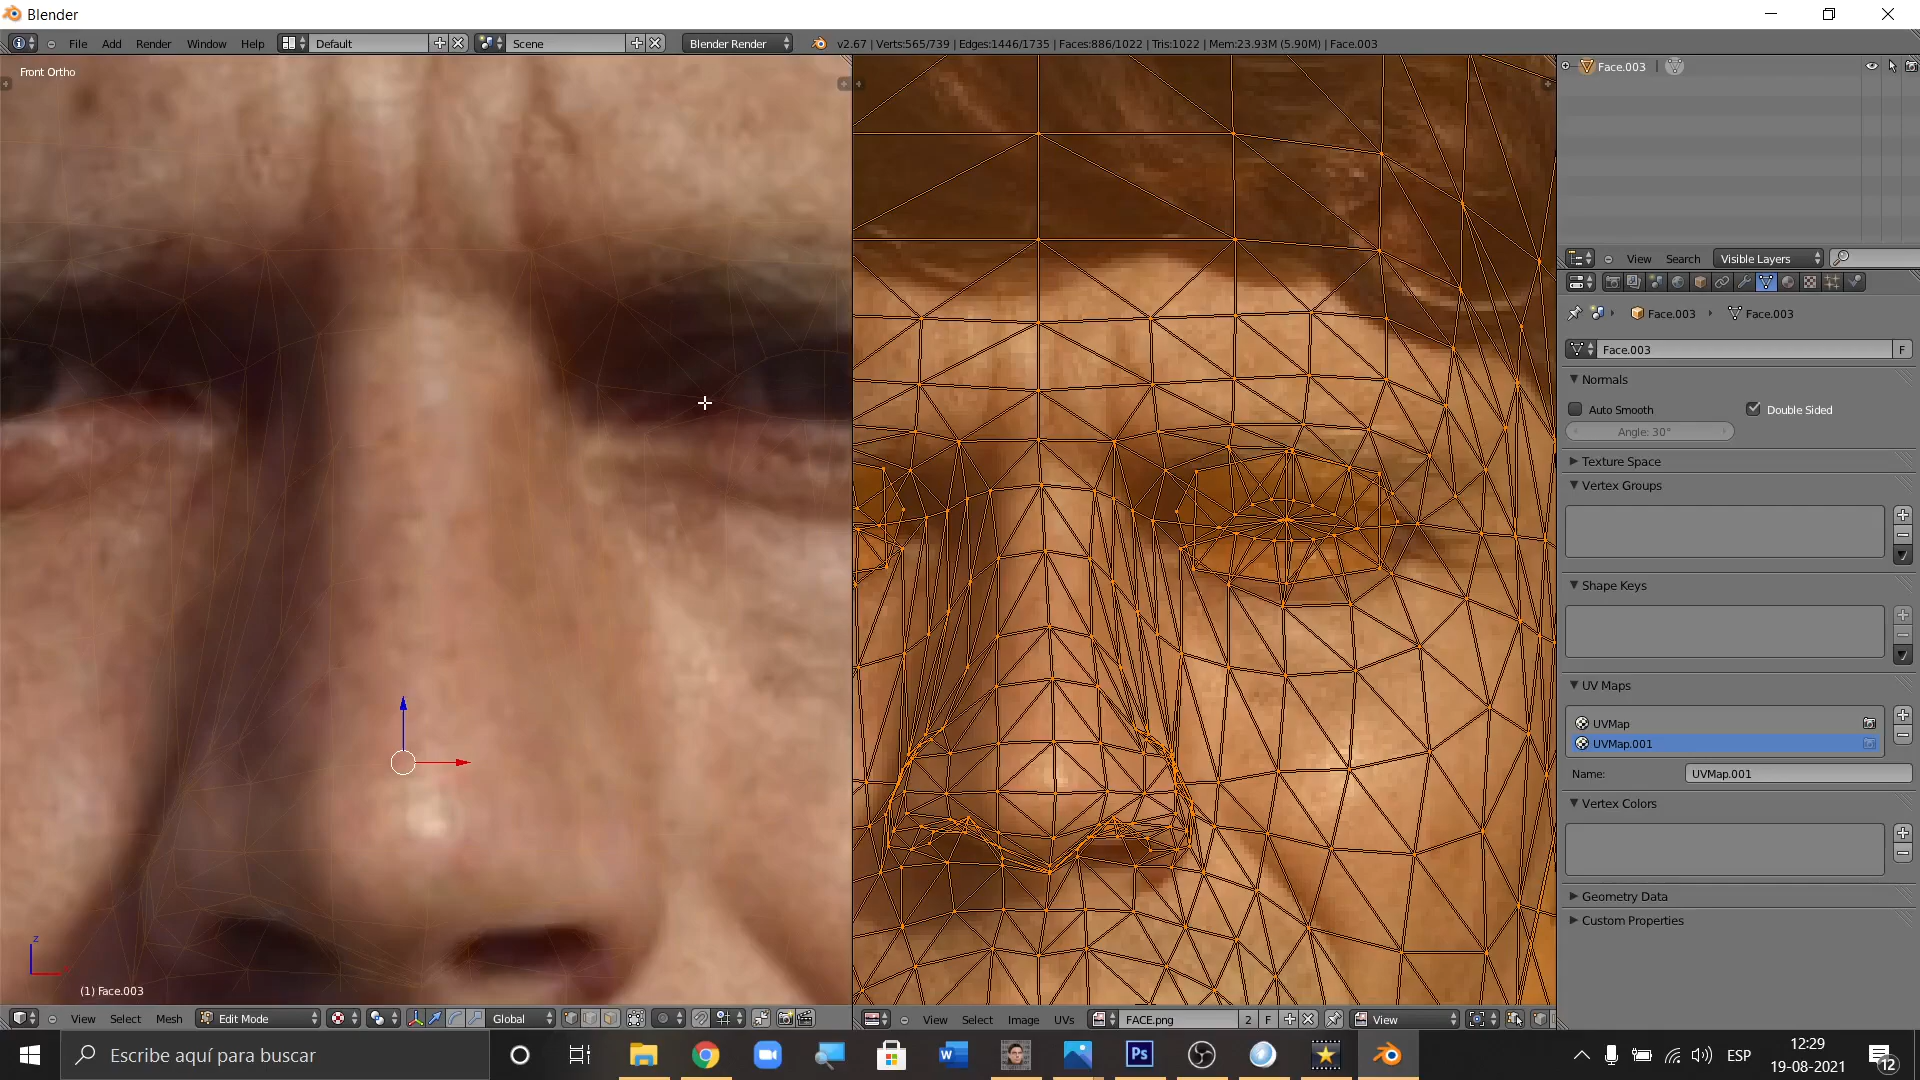 Blender
File Add Render Window Help Default Scene Blender Render v2.67 | Verts:565/739 | Edges:1446/1735 | Faces:886/1022 | Tris:1022 | Mem:23.93M (5.90M) | Face.003
Front Ortho
Face.003
View Search Visible Layers
Face.003 Face.003
Face.003 F
Normals
Auto Smooth Double Sided
Angle: 30°
Texture Space
Vertex Groups
Shape Keys
UV Maps
UVMap
UVMap.001
Name: UVMap.001
Vertex Colors
Geometry Data
Custom Properties
z
(1) Face.003
View Select Mesh Edit Mode Global
View Select Image UVs FACE.png 2 F View
Escribe aquí para buscar
W
Ps
ESP
12:29
19-08-2021
12